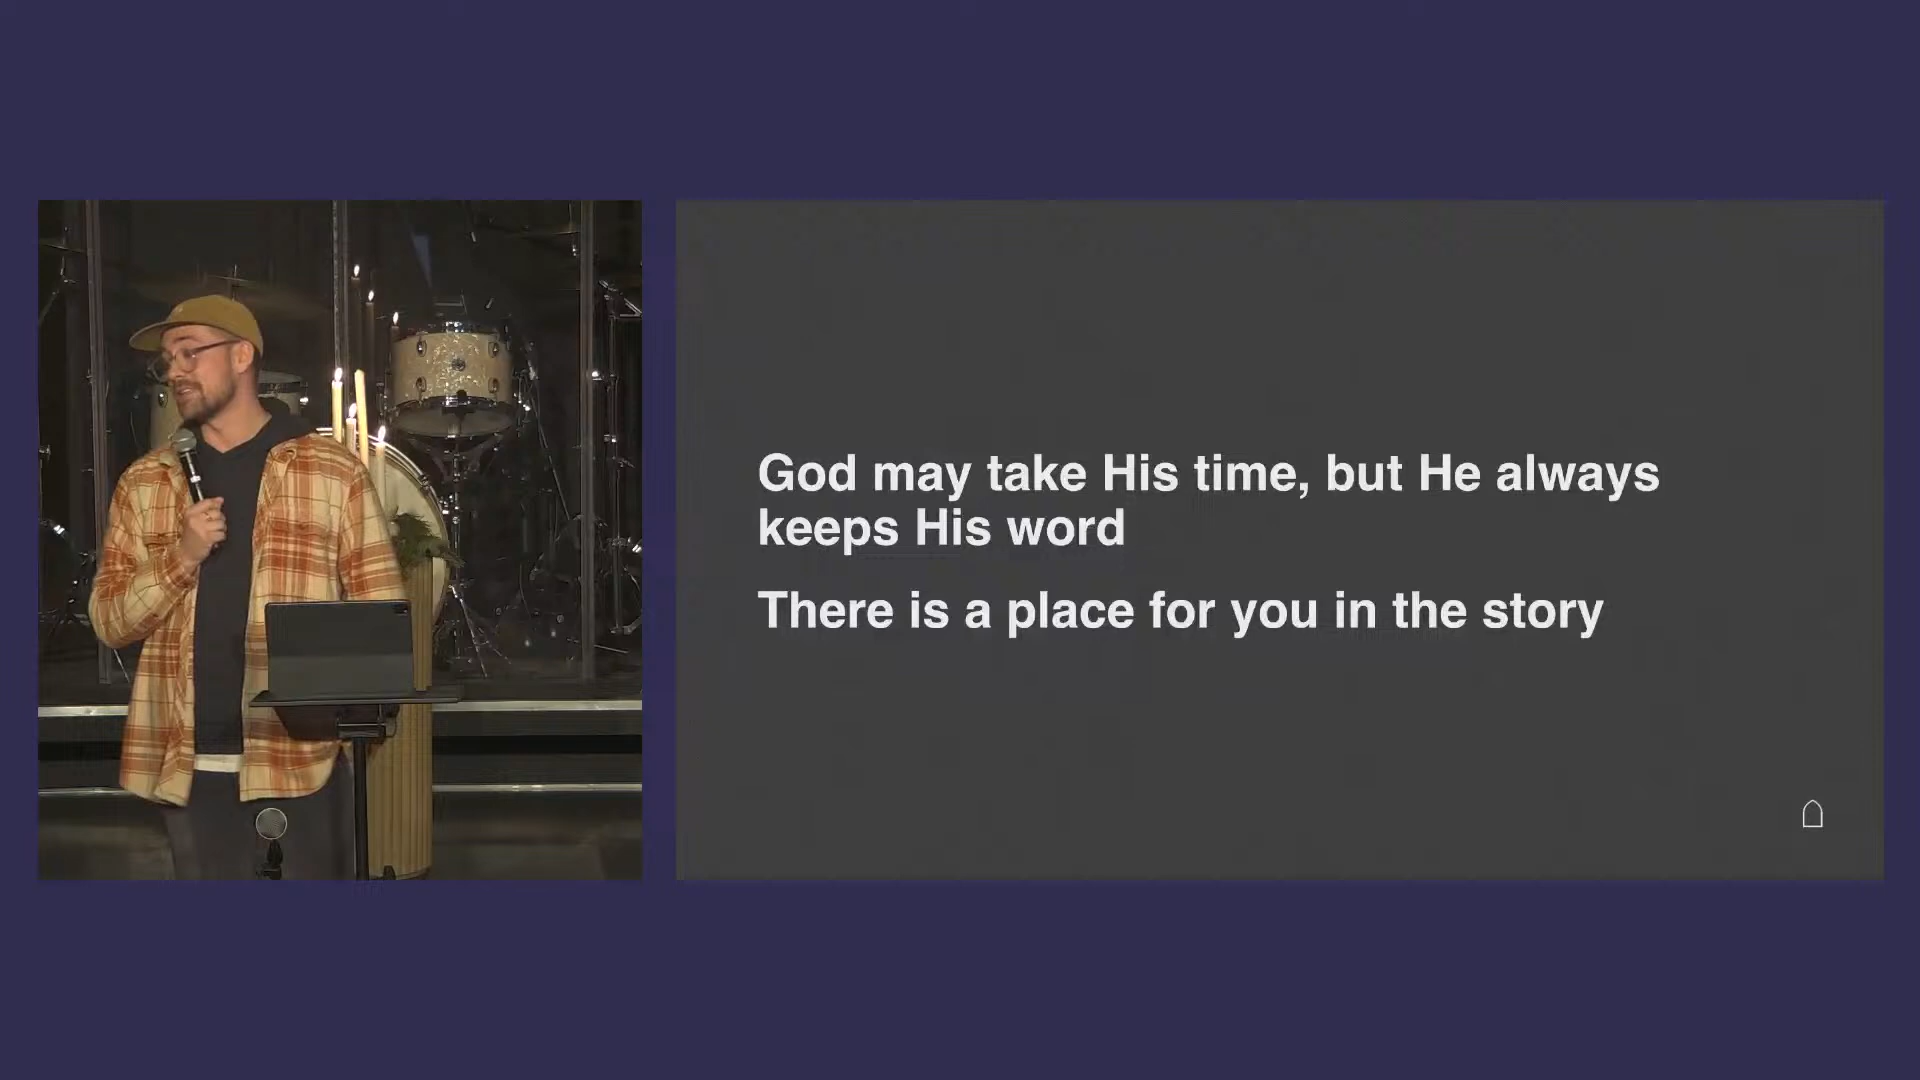 God may take His time, but He always
keeps His word
There is a place for you in the story